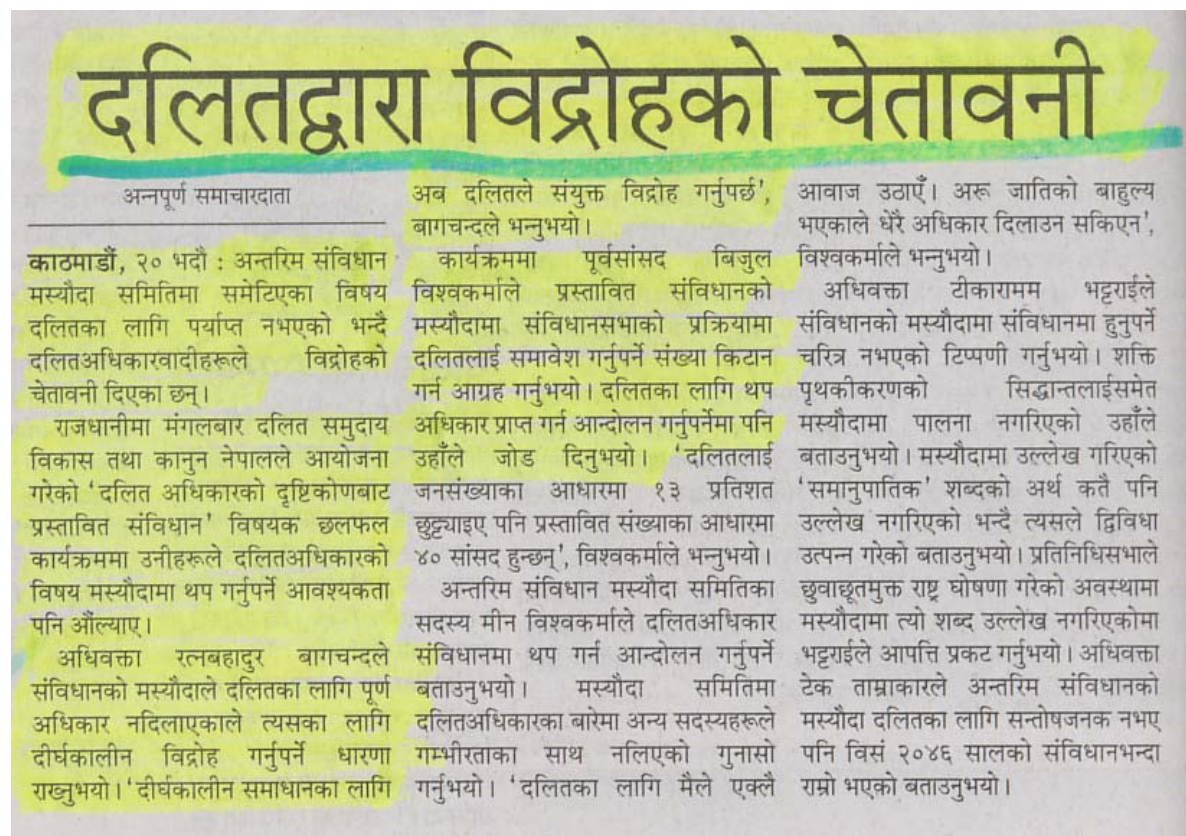 दलितद्वारा विद्रोहको चेतावनी
अन्नपूर्ण समाचारदाता
काठमाडौं, २० भदौ : अन्तरिम संविधान
मस्यौदा समितिमा समेटिएका विषय
दलितका लागि पर्याप्त नभएको भन्दै
दलितअधिकारवादीहरूले विद्रोहको
चेतावनी दिएका छन्।
राजधानीमा मंगलबार दलित समुदाय
विकास तथा कानुन नेपालले आयोजना
गरेको ‘दलित अधिकारको दृष्टिकोणबाट
प्रस्तावित संविधान’ विषयक छलफल
कार्यक्रममा उनीहरूले दलितअधिकारको
विषय मस्यौदामा थप गर्नुपर्ने आवश्यकता
पनि औंल्याए।
अधिवक्ता रत्नबहादुर बागचन्दले
संविधानको मस्यौदाले दलितका लागि पूर्ण
अधिकार नदिलाएकाले त्यसका लागि
दीर्घकालीन विद्रोह गर्नुपर्ने धारणा
राख्नुभयो। ‘दीर्घकालीन समाधानका लागि
अब दलितले संयुक्त विद्रोह गर्नुपर्छ’,
बागचन्दले भन्नुभयो।
कार्यक्रममा पूर्वसांसद बिजुल
विश्वकर्माले प्रस्तावित संविधानको
मस्यौदामा संविधानसभाको प्रक्रियामा
दलितलाई समावेश गर्नुपर्ने संख्या किटान
गर्न आग्रह गर्नुभयो। दलितका लागि थप
अधिकार प्राप्त गर्न आन्दोलन गर्नुपर्नेमा पनि
उहाँले जोड दिनुभयो। ‘दलितलाई
जनसंख्याका आधारमा १३ प्रतिशत
छुट्ट्याइए पनि प्रस्तावित संख्याका आधारमा
४० सांसद हुन्छन्’, विश्वकर्माले भन्नुभयो।
अन्तरिम संविधान मस्यौदा समितिका
सदस्य मीन विश्वकर्माले दलितअधिकार
संविधानमा थप गर्न आन्दोलन गर्नुपर्ने
बताउनुभयो। मस्यौदा समितिमा
दलितअधिकारका बारेमा अन्य सदस्यहरूले
गम्भीरताका साथ नलिएको गुनासो
गर्नुभयो। ‘दलितका लागि मैले एक्लै
आवाज उठाएँ। अरू जातिको बाहुल्य
भएकाले धेरै अधिकार दिलाउन सकिएन’,
विश्वकर्माले भन्नुभयो।
अधिवक्ता टीकारामम भट्टराईले
संविधानको मस्यौदामा संविधानमा हुनुपर्ने
चरित्र नभएको टिप्पणी गर्नुभयो। शक्ति
पृथकीकरणको सिद्धान्तलाईसमेत
मस्यौदामा पालना नगरिएको उहाँले
बताउनुभयो। मस्यौदामा उल्लेख गरिएको
‘समानुपातिक’ शब्दको अर्थ कतै पनि
उल्लेख नगरिएको भन्दै त्यसले द्विविधा
उत्पन्न गरेको बताउनुभयो। प्रतिनिधिसभाले
छुवाछूतमुक्त राष्ट्र घोषणा गरेको अवस्थामा
मस्यौदामा त्यो शब्द उल्लेख नगरिएकोमा
भट्टराईले आपत्ति प्रकट गर्नुभयो। अधिवक्ता
टेक ताम्राकारले अन्तरिम संविधानको
मस्यौदा दलितका लागि सन्तोषजनक नभए
पनि विसं २०४६ सालको संविधानभन्दा
राम्रो भएको बताउनुभयो।